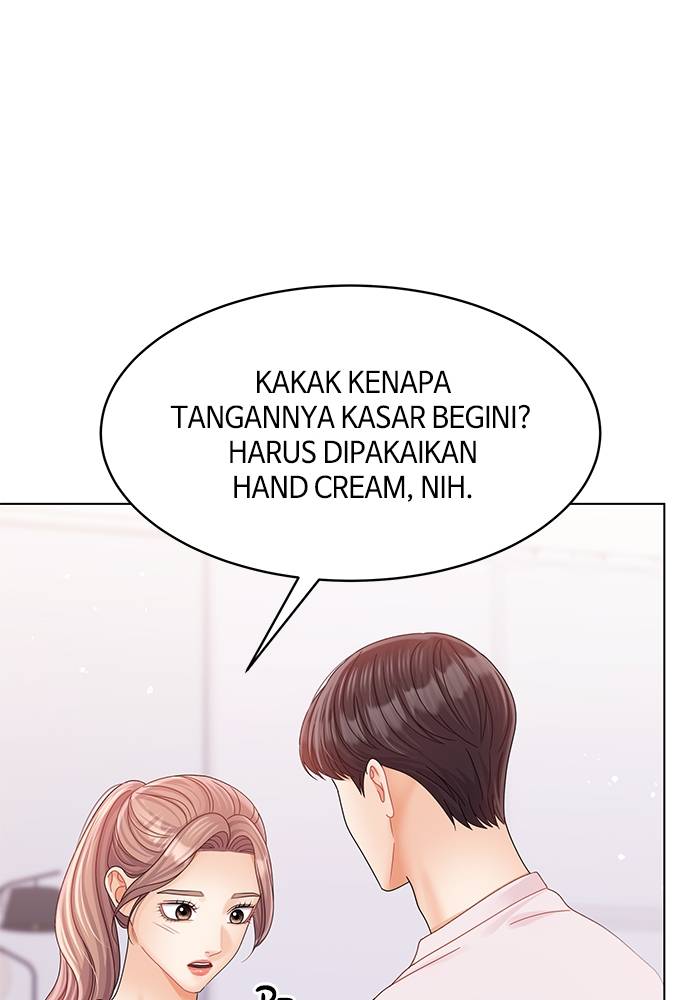 KAKAK KENAPA
TANGANNYA KASAR BEGINI?
HARUS DIPAKAIKAN
HAND CREAM, NIH.